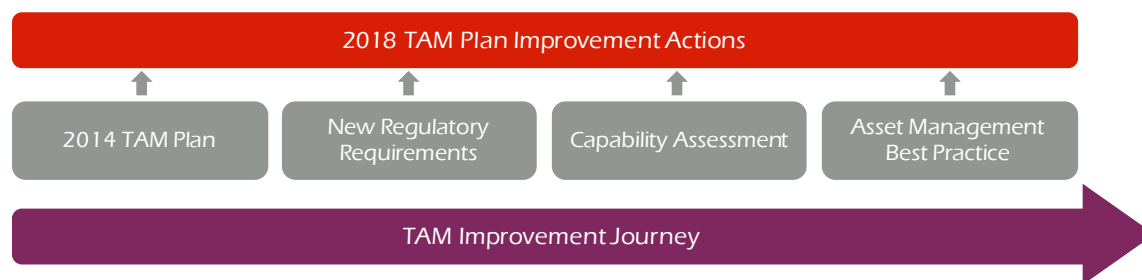 2018 TAM Plan Improvement Actions
2014 TAM Plan
New Regulatory
Requirements
Capability Assessment
Asset Management
Best Practice
TAM Improvement Journey